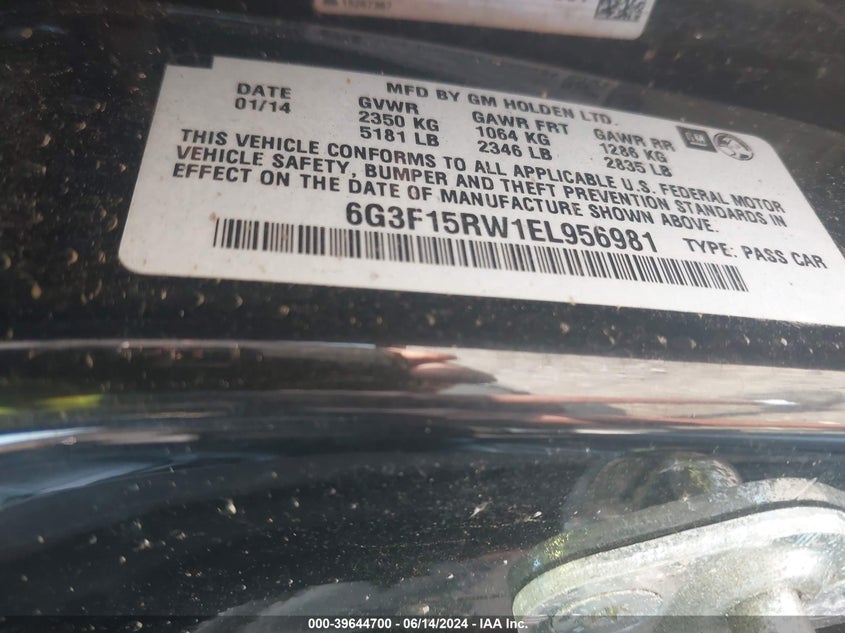 15267367
MFD BY GM HOLDEN LTD.
DATE GVWR GAWR FRT GAWR RR
01/14 2350 KG 1064 KG 1286 KG
5181 LB 2346 LB 2835 LB
GM
THIS VEHICLE CONFORMS TO ALL APPLICABLE U.S. FEDERAL MOTOR
VEHICLE SAFETY, BUMPER AND THEFT PREVENTION STANDARDS IN
EFFECT ON THE DATE OF MANUFACTURE SHOWN ABOVE.
6G3F15RW1EL956981 TYPE: PASS CAR
000-39644700 - 06/14/2024 - IAA Inc.